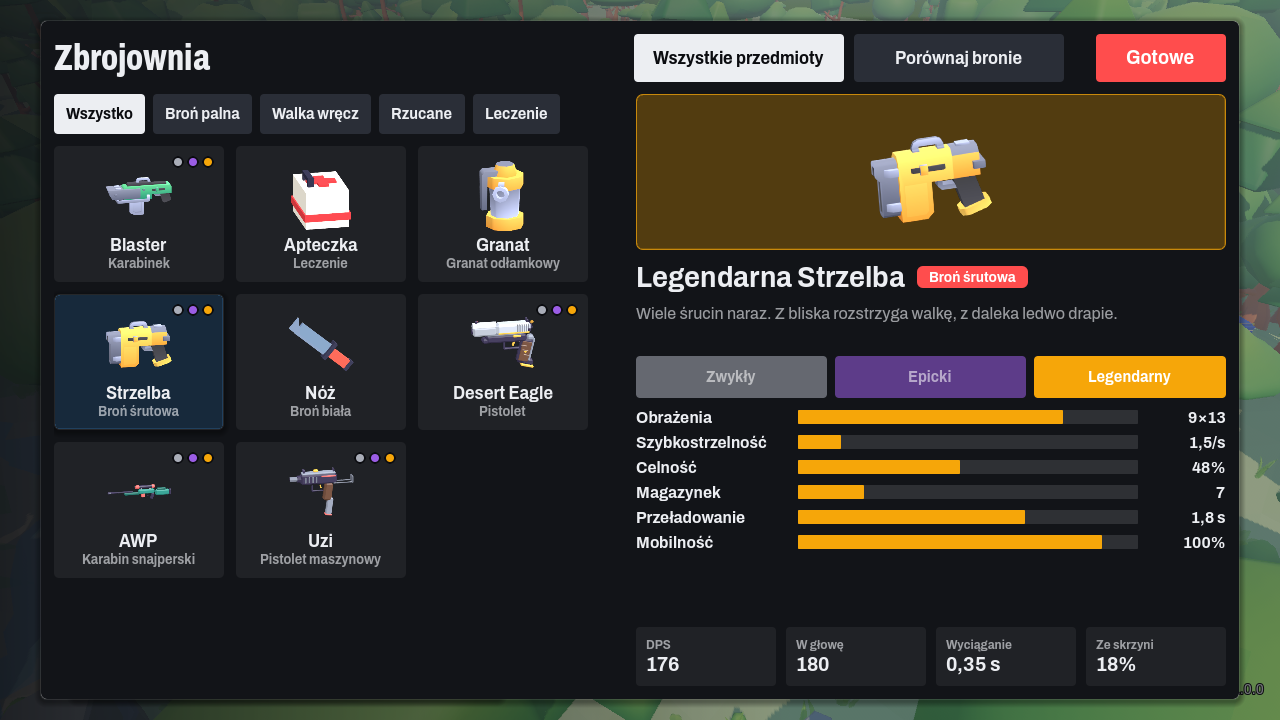 Zbrojownia
Wszystkie przedmioty
Porównaj bronie
Gotowe
Wszystko
Broń palna
Walka wręcz
Rzucane
Leczenie
Blaster
Karabinek
Apteczka
Leczenie
Granat
Granat odłamkowy
Strzelba
Broń śrutowa
Nóż
Broń biała
Desert Eagle
Pistolet
AWP
Karabin snajperski
Uzi
Pistolet maszynowy
Legendarna Strzelba
Broń śrutowa
Wiele śrucin naraz. Z bliska rozstrzyga walkę, z daleka ledwo drapie.
Zwykły
Epicki
Legendarny
Obrażenia 9×13
Szybkostrzelność 1,5/s
Celność 48%
Magazynek 7
Przeładowanie 1,8 s
Mobilność 100%
DPS
176
W głowę
180
Wyciąganie
0,35 s
Ze skrzyni
18%
.0.0